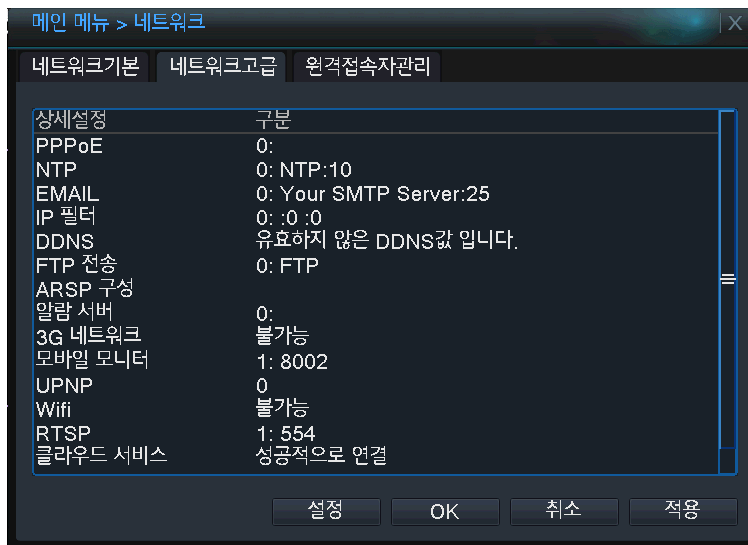 메인 메뉴 > 네트워크
X
네트워크기본 네트워크고급 원격접속자관리
상세설정 구분
PPPoE 0:
NTP 0: NTP:10
EMAIL 0: Your SMTP Server:25
IP 필터 0: :0 :0
DDNS 유효하지 않은 DDNS값 입니다.
FTP 전송 0: FTP
ARSP 구성
알람 서버 0:
3G 네트워크 불가능
모바일 모니터 1: 8002
UPNP 0
Wifi 불가능
RTSP 1: 554
클라우드 서비스 성공적으로 연결
설정 OK 취소 적용